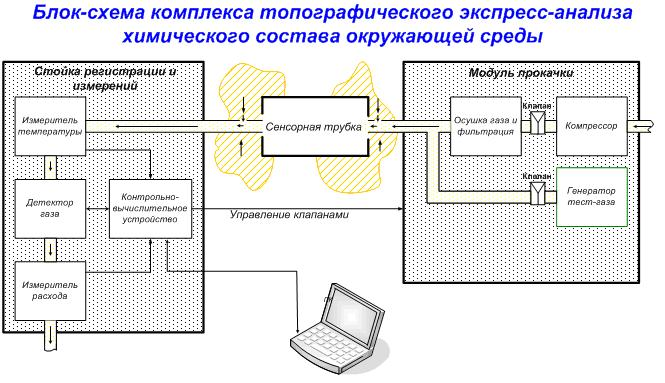 Блок-схема комплекса топографического экспресс-анализа
химического состава окружающей среды
Стойка регистрации и
измерений
Модуль прокачки
Измеритель
температуры
Сенсорная трубка
Осушка газа и
фильтрация
Клапан
Компрессор
Детектор
газа
Контрольно-
вычислительное
устройство
Управление клапанами
Клапан
Генератор
тест-газа
Измеритель
расхода